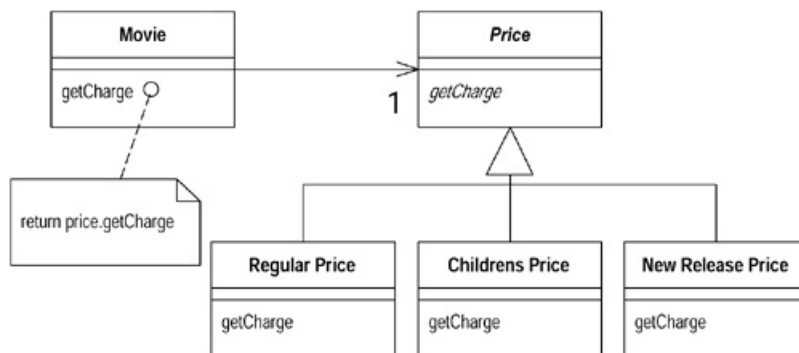 Movie
Price
getCharge
1
getCharge
return price.getCharge
Regular Price
Childrens Price
New Release Price
getCharge
getCharge
getCharge